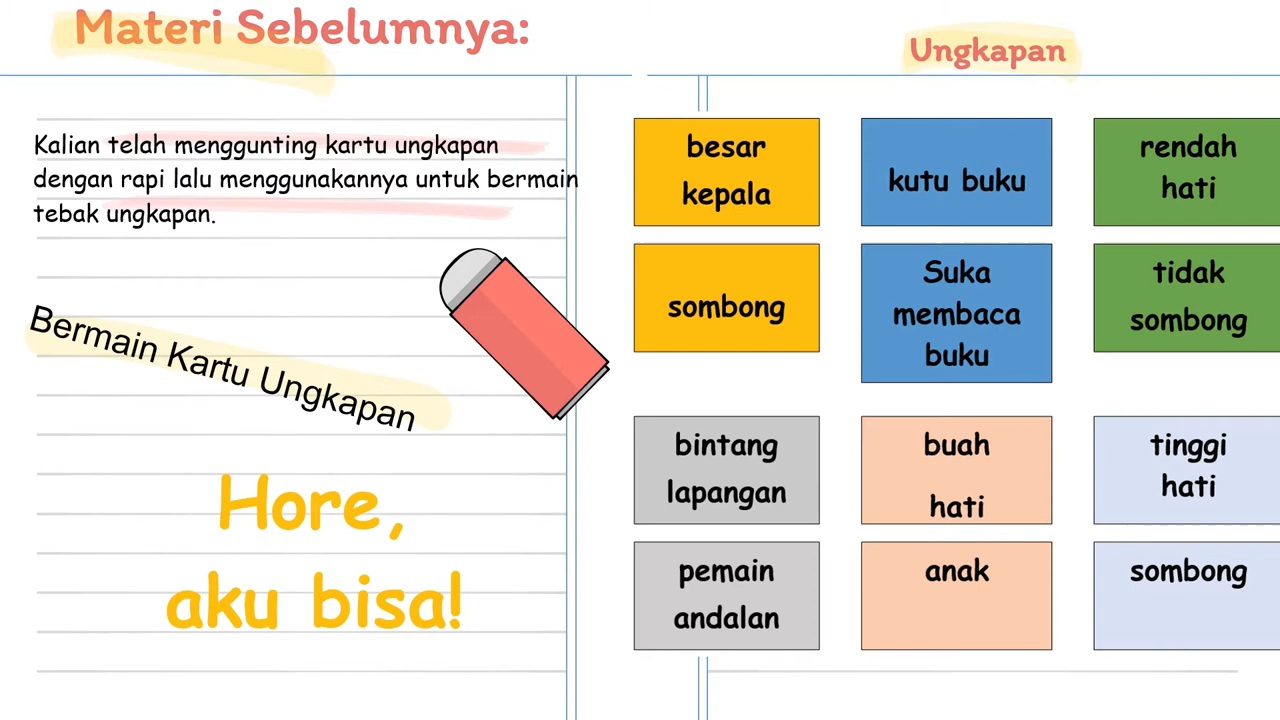 Materi Sebelumnya:
Kalian telah menggunting kartu ungkapan
dengan rapi lalu menggunakannya untuk bermain
tebak ungkapan.
Bermain Kartu Ungkapan
Hore,
aku bisa!
Ungkapan
besar
kepala
kutu buku
rendah
hati
sombong
Suka
membaca
buku
tidak
sombong
bintang
lapangan
buah
hati
tinggi
hati
pemain
andalan
anak
sombong